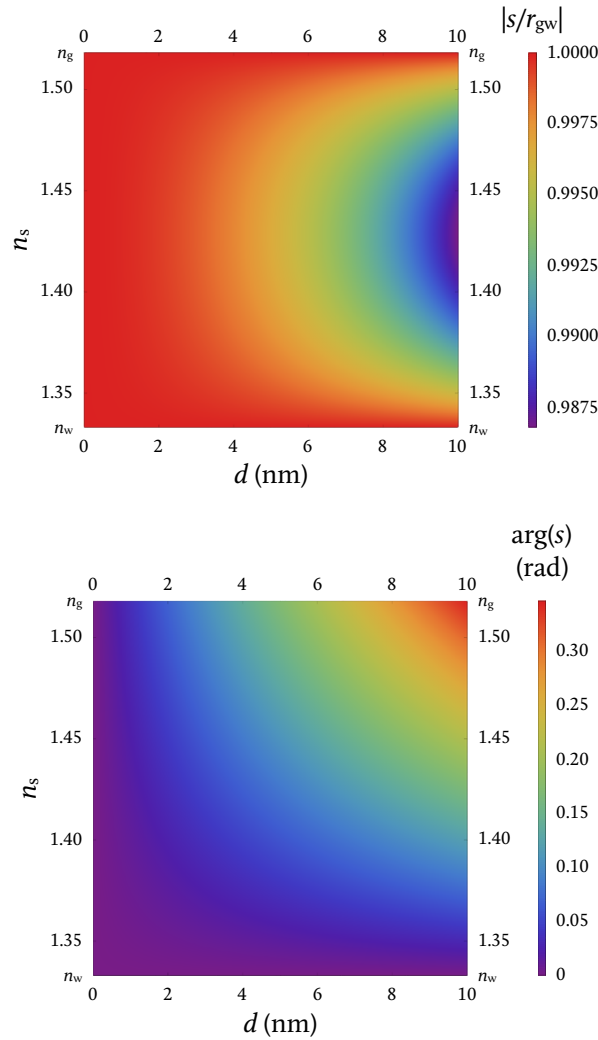 |s/r_gw|
0 2 4 6 8 10
n_g n_g 1.0000
1.50 1.50
0.9975
1.45 1.45 0.9950
n_s
0.9925
1.40 1.40
0.9900
1.35 1.35
0.9875
n_w n_w
0 2 4 6 8 10
d (nm)
arg(s)
(rad)
0 2 4 6 8 10
n_g n_g
1.50 1.50 0.30
0.25
1.45 1.45
0.20
n_s
0.15
1.40 1.40
0.10
0.05
1.35 1.35
n_w n_w 0
0 2 4 6 8 10
d (nm)